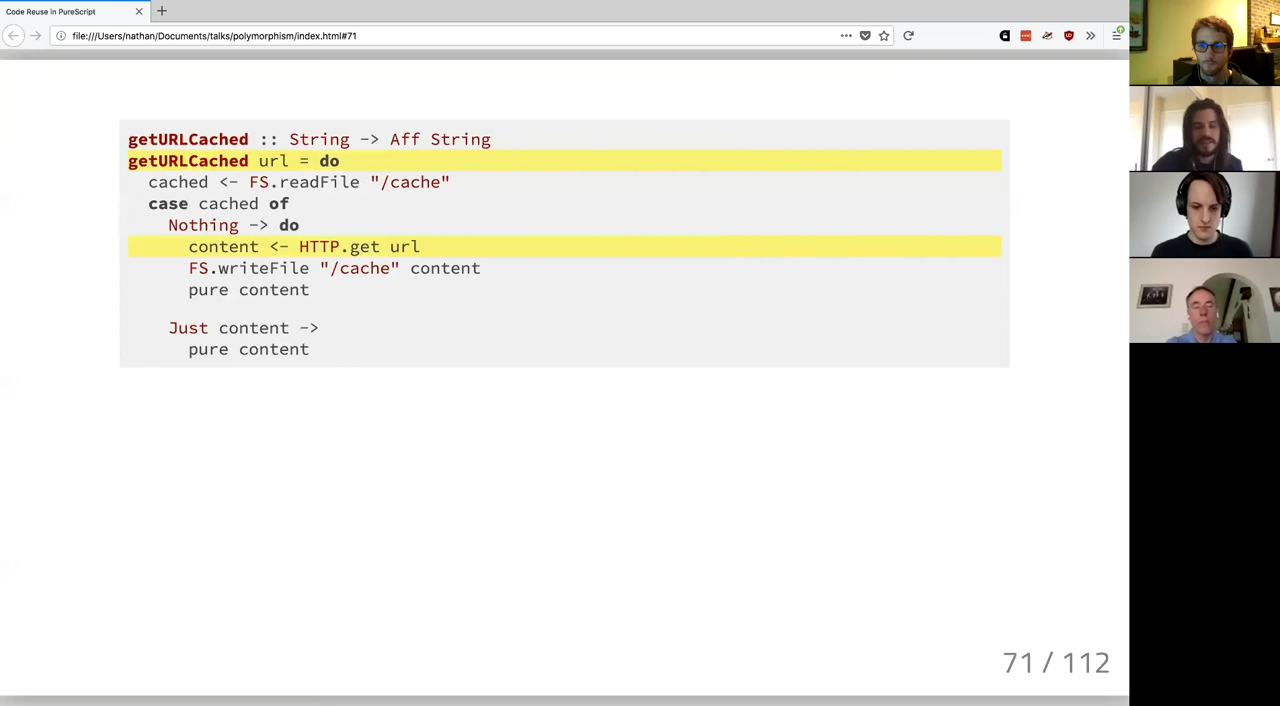 Code Reuse in PureScript
file:///Users/nathan/Documents/talks/polymorphism/index.html#71
getURLCached :: String -> Aff String
getURLCached url = do
  cached <- FS.readFile "/cache"
  case cached of
    Nothing -> do
      content <- HTTP.get url
      FS.writeFile "/cache" content
      pure content
    Just content ->
      pure content
71 / 112